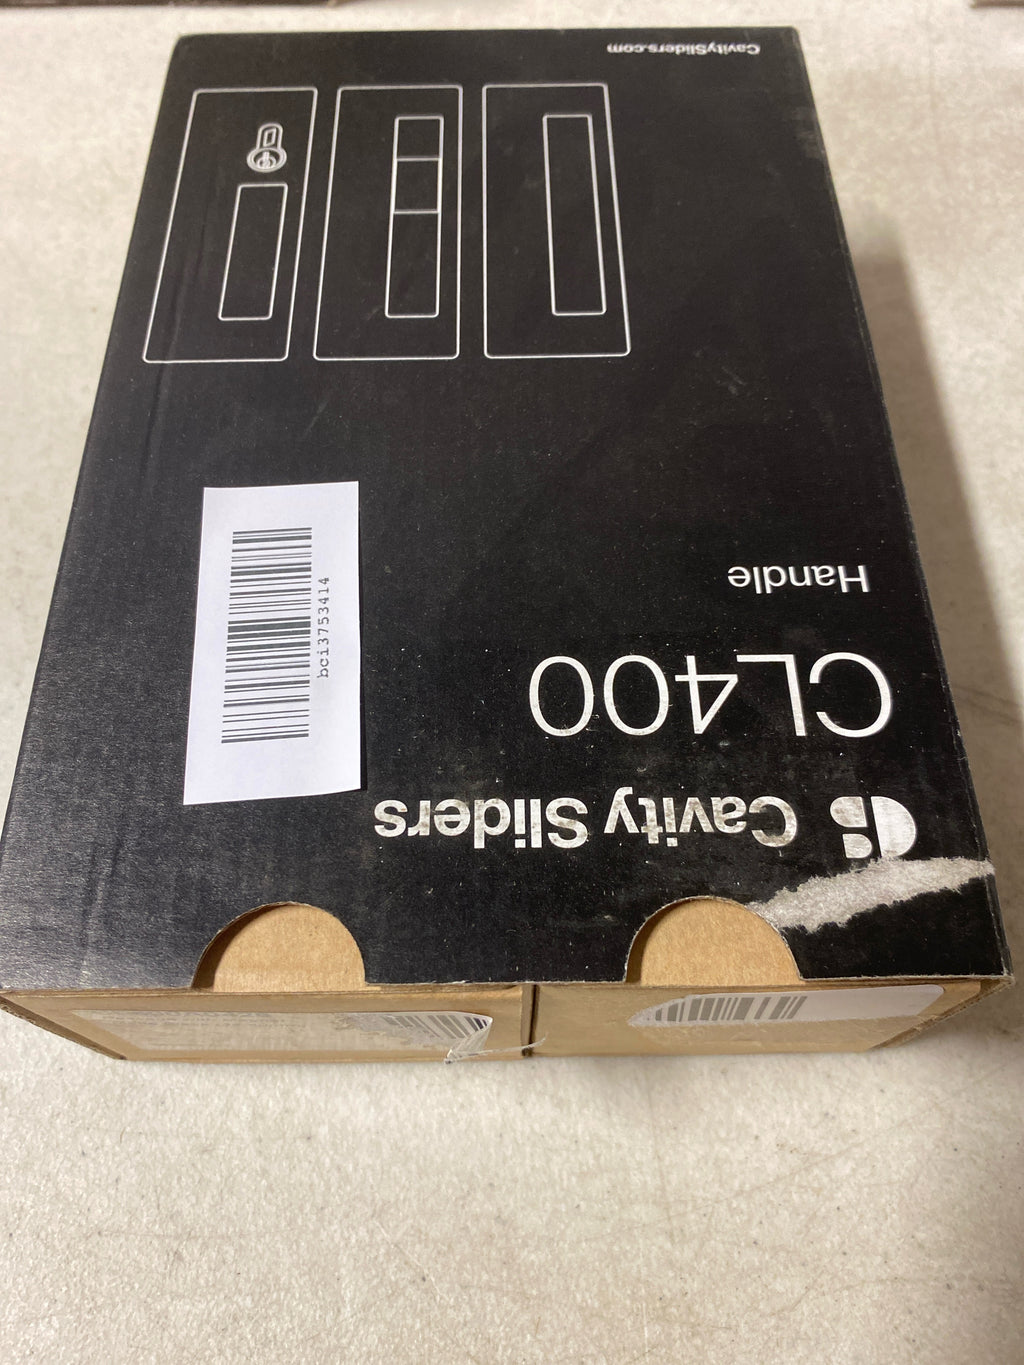 Cavity Sliders
CL400
Handle
CavitySliders.com
bci3753414